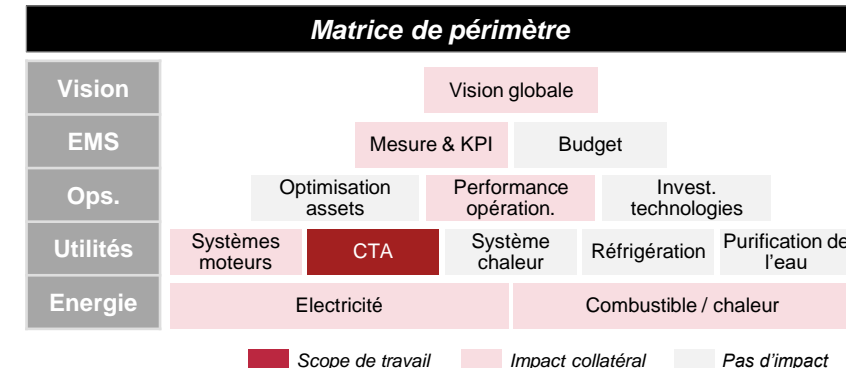 Matrice de périmètre
Vision
Vision globale
EMS
Mesure & KPI
Budget
Ops.
Optimisation
assets
Performance
opération.
Invest.
technologies
Utilités
Systèmes
moteurs
CTA
Système
chaleur
Réfrigération
Purification de
l'eau
Energie
Electricité
Combustible / chaleur
Scope de travail
Impact collatéral
Pas d'impact